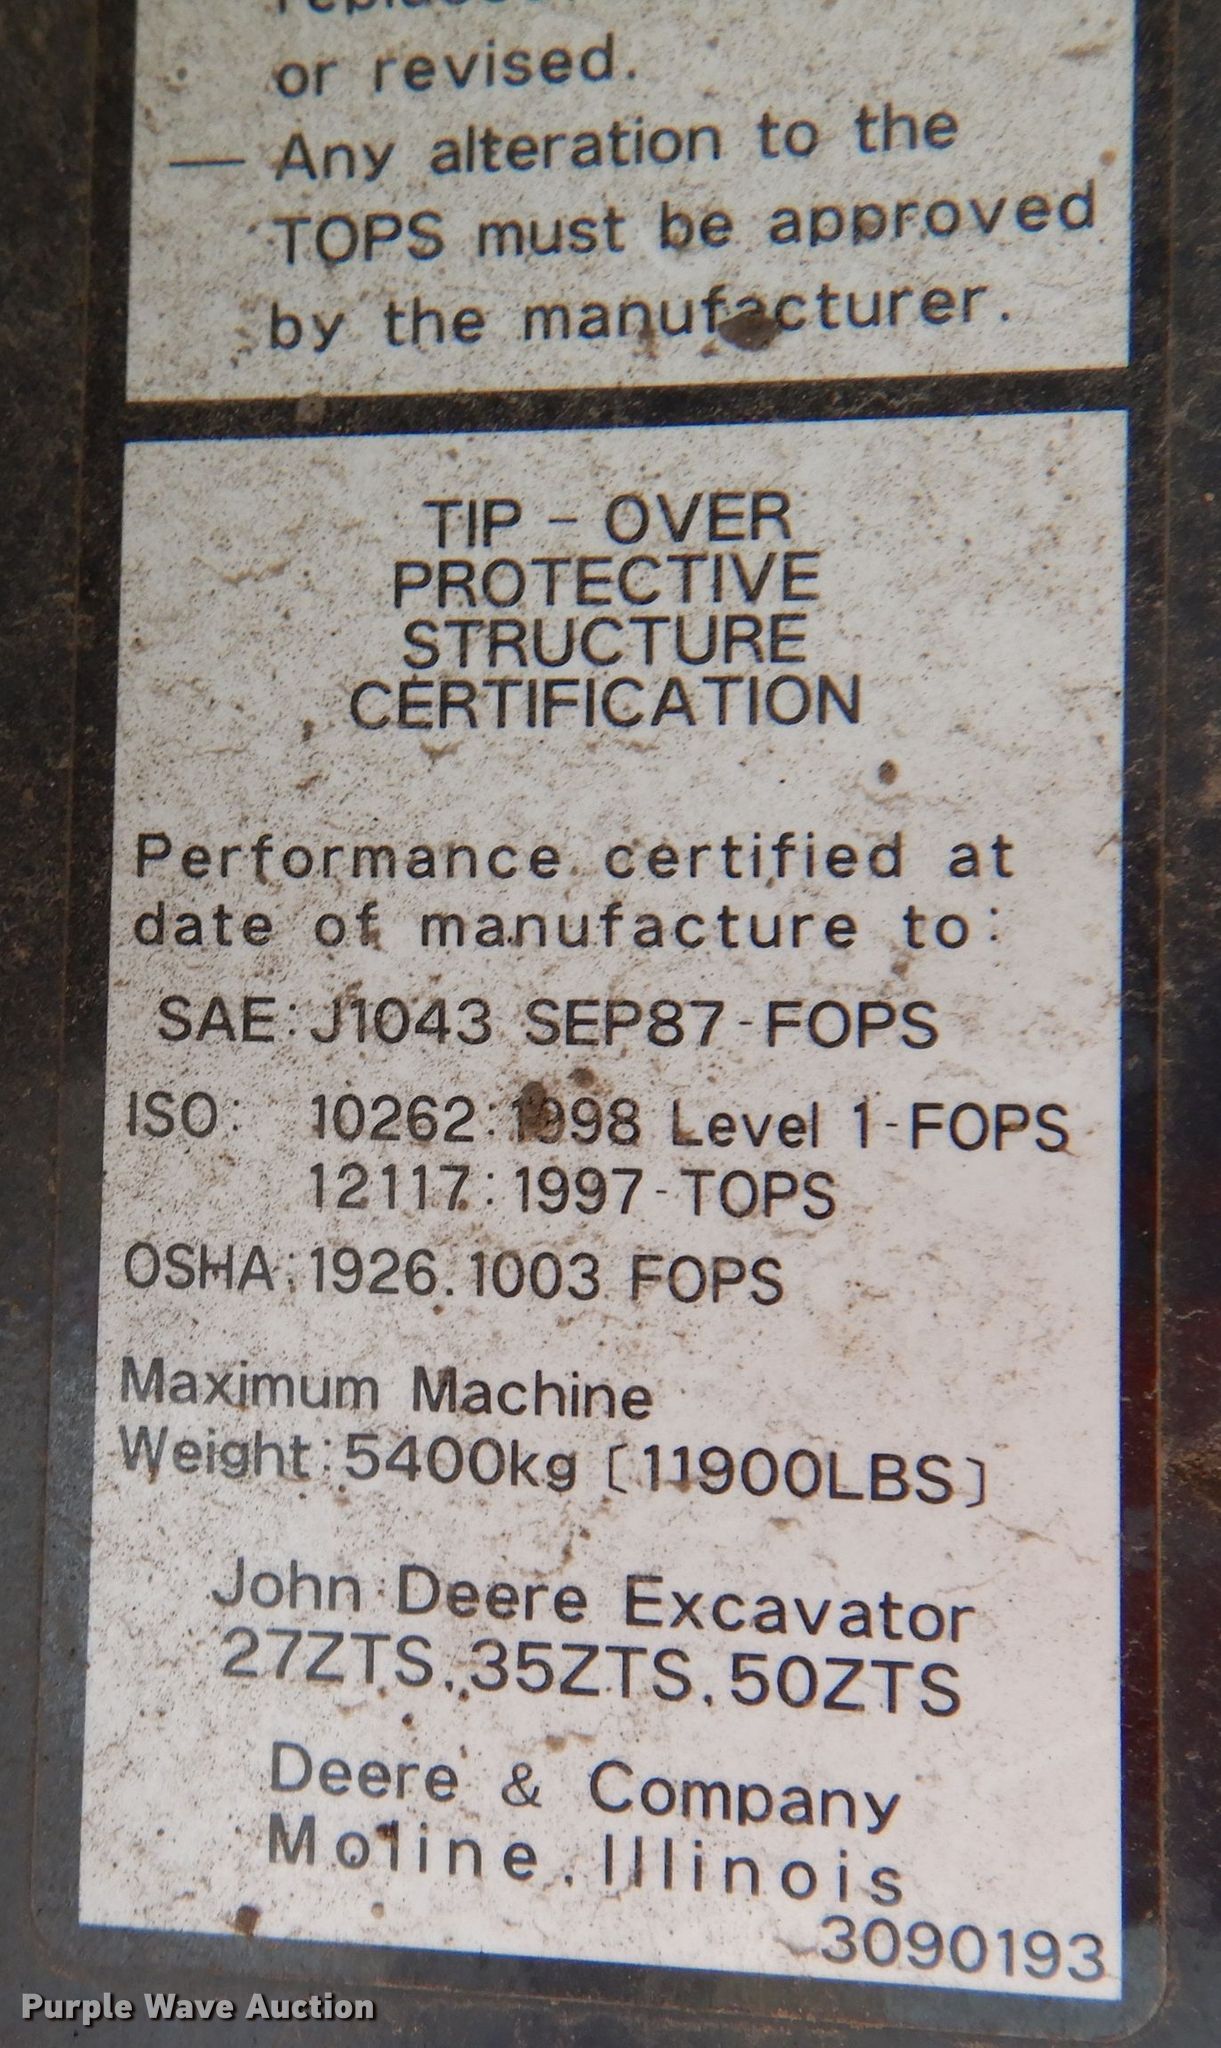 or revised.
— Any alteration to the
TOPS must be approved
by the manufacturer.
TIP - OVER
PROTECTIVE
STRUCTURE
CERTIFICATION
Performance certified at
date of manufacture to:
SAE: J1043 SEP87-FOPS
ISO: 10262:1998 Level 1-FOPS
12117:1997-TOPS
OSHA:1926.1003 FOPS
Maximum Machine
Weight:5400kg [11900LBS]
John Deere Excavator
27ZTS,35ZTS,50ZTS
Deere & Company
Moline,Illinois
3090193
Purple Wave Auction